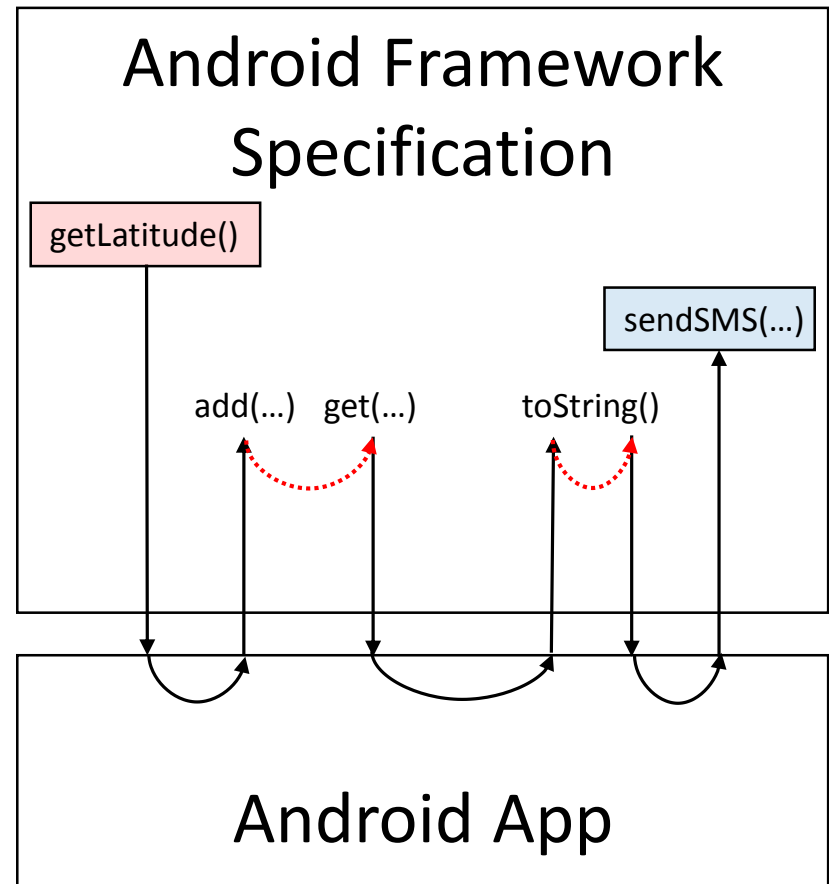 Android Framework
Specification
getLatitude()
sendSMS(…)
add(…) get(…) toString()
Android App